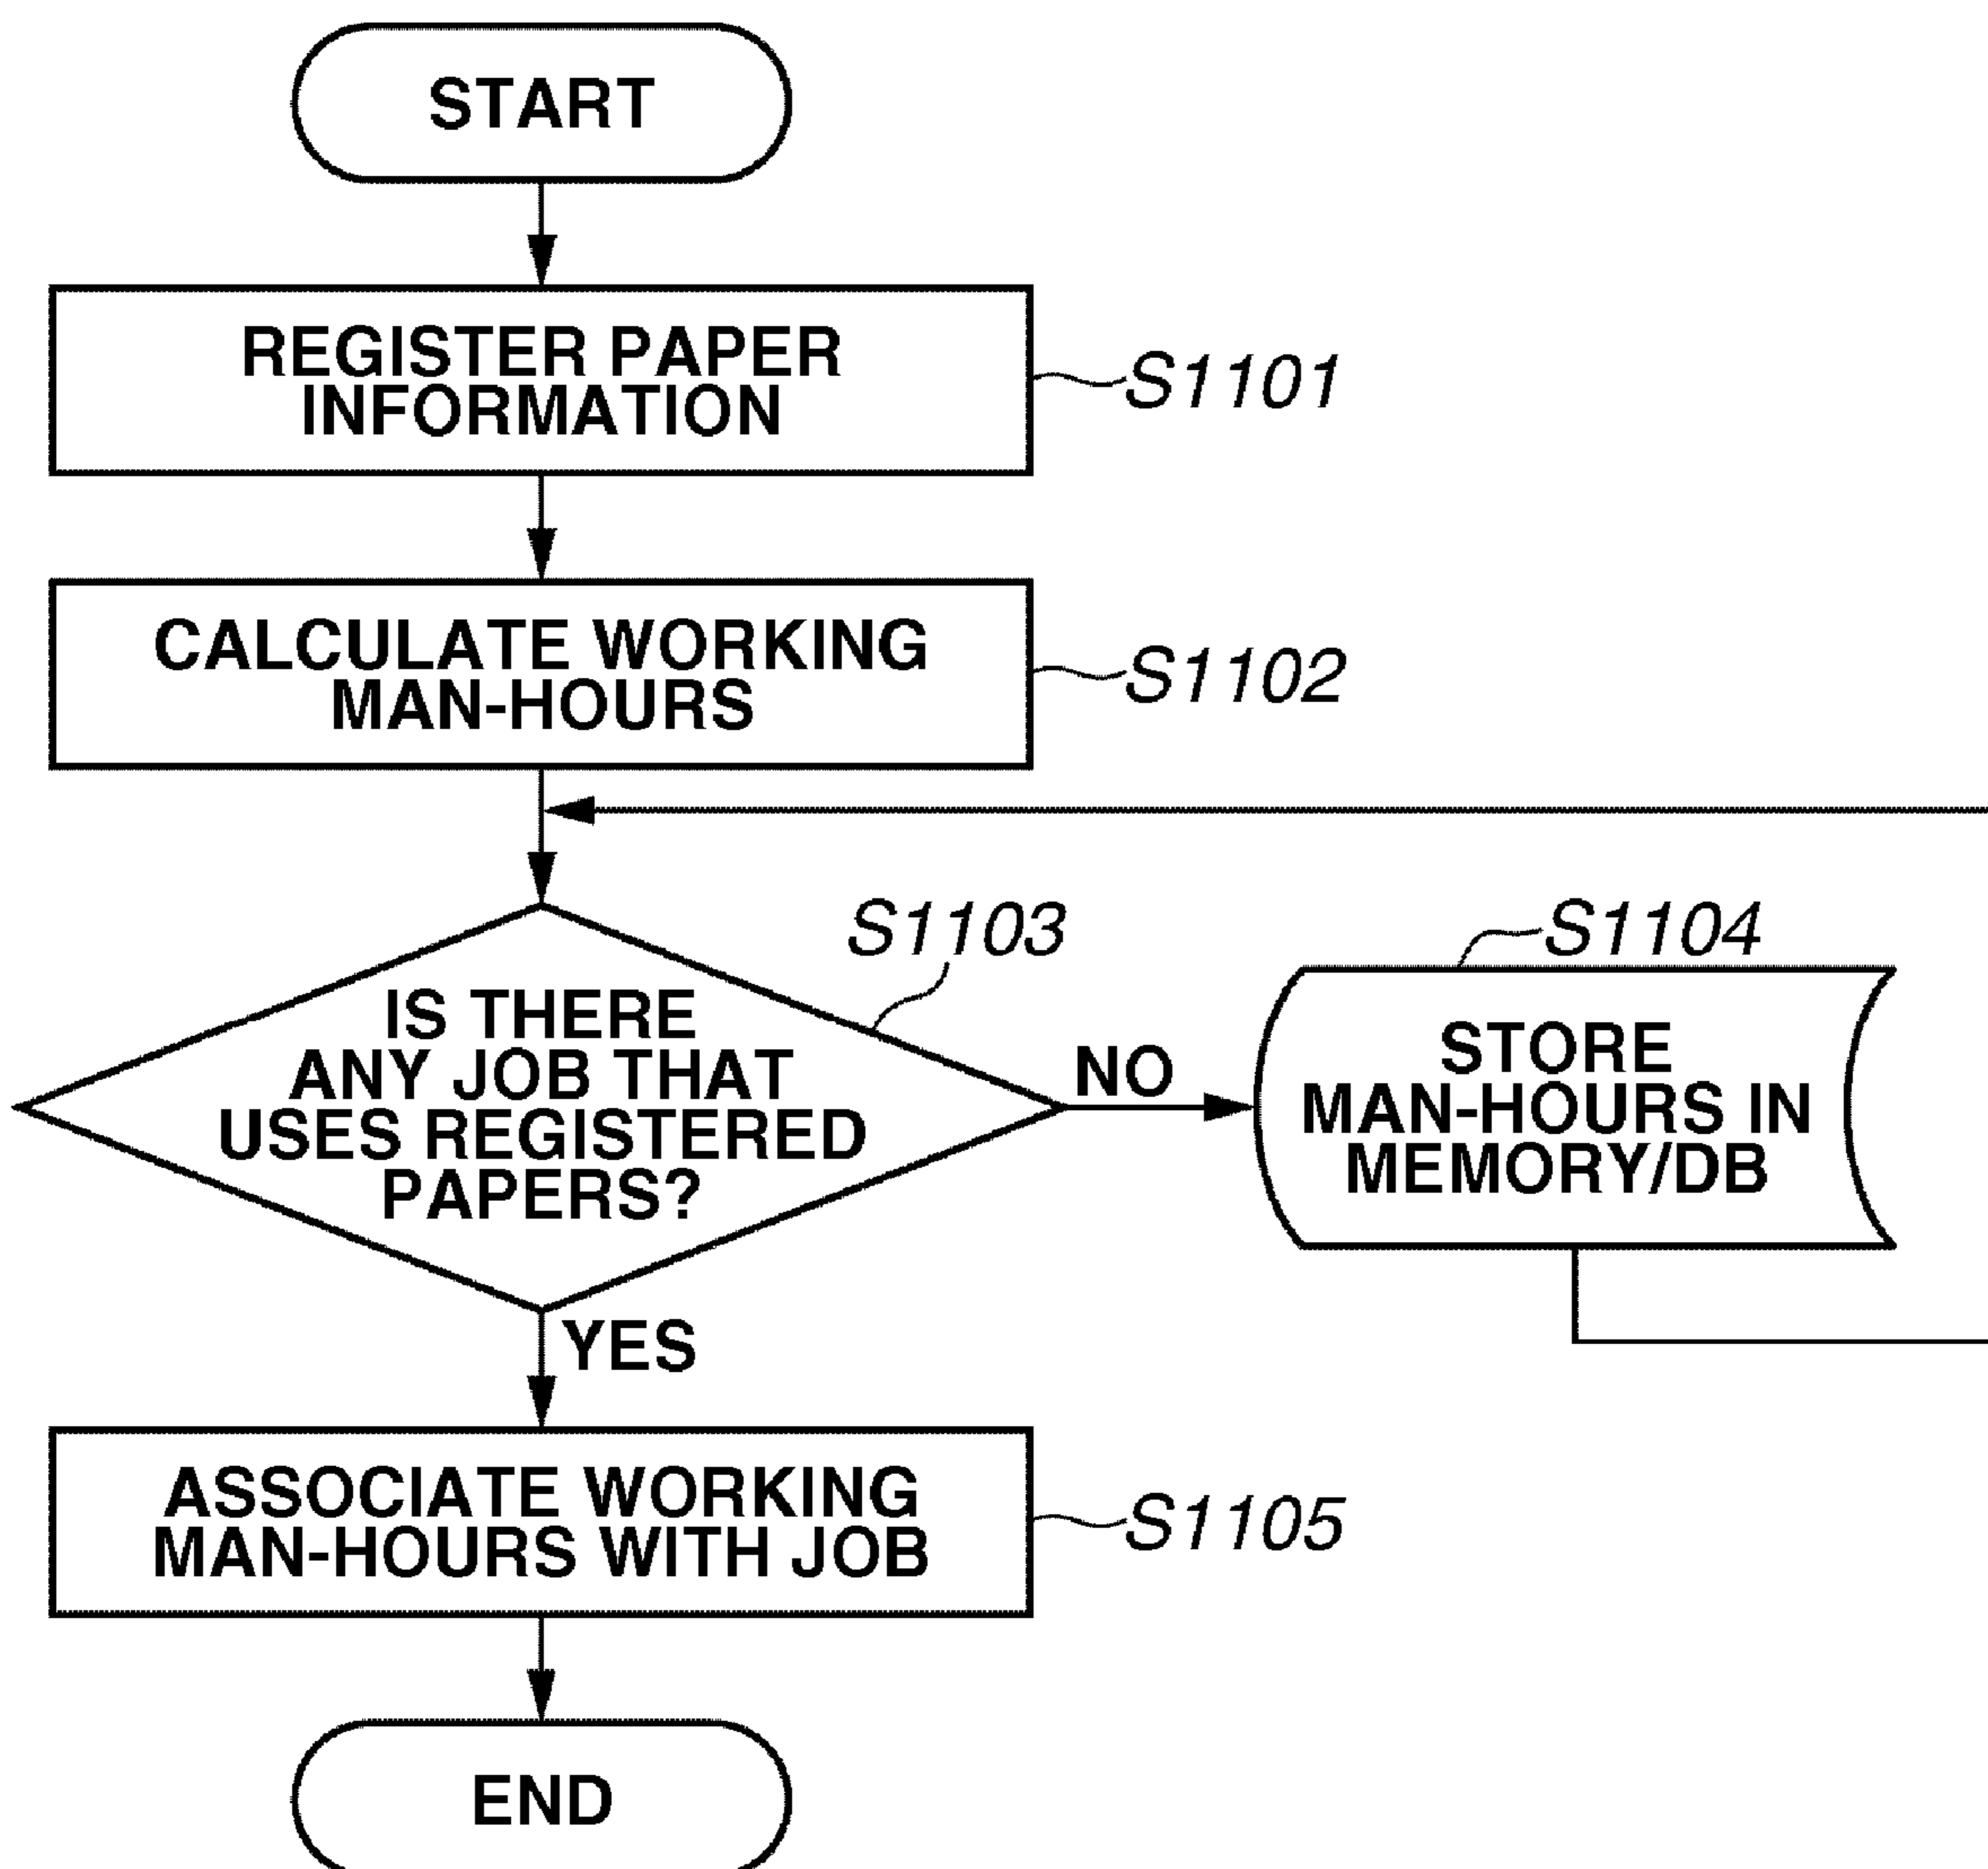 START
REGISTER PAPER
INFORMATION
S1101
CALCULATE WORKING
MAN-HOURS
S1102
S1103
IS THERE
ANY JOB THAT
USES REGISTERED
PAPERS?
NO
S1104
STORE
MAN-HOURS IN
MEMORY/DB
YES
ASSOCIATE WORKING
MAN-HOURS WITH JOB
S1105
END